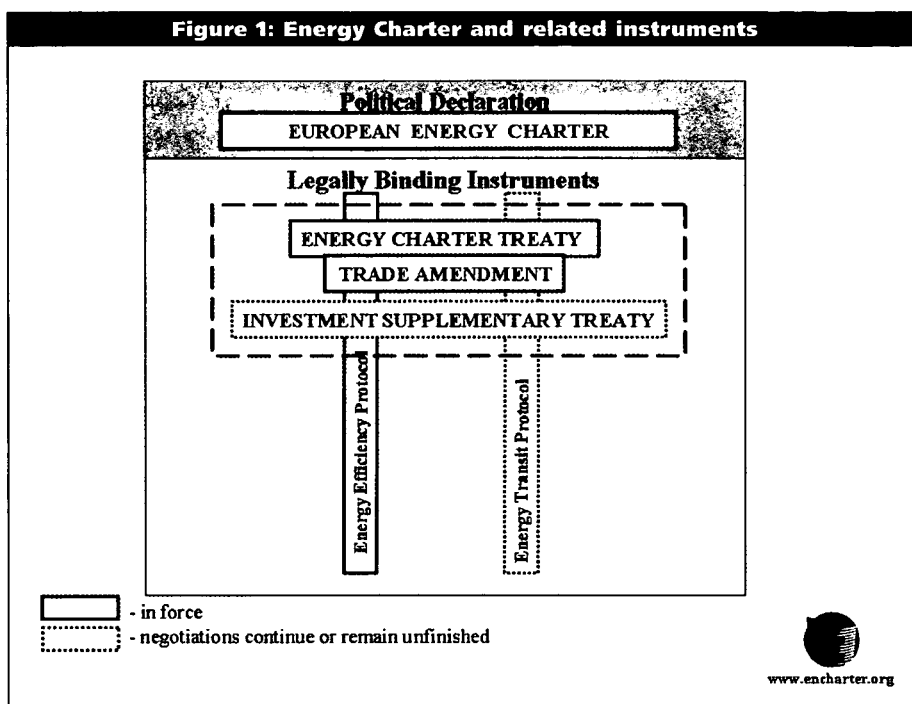 Figure 1: Energy Charter and related instruments
Political Declaration
EUROPEAN ENERGY CHARTER
Legally Binding Instruments
ENERGY CHARTER TREATY
TRADE AMENDMENT
INVESTMENT SUPPLEMENTARY TREATY
Energy Efficiency Protocol
Energy Transit Protocol
- in force
- negotiations continue or remain unfinished
www.encharter.org